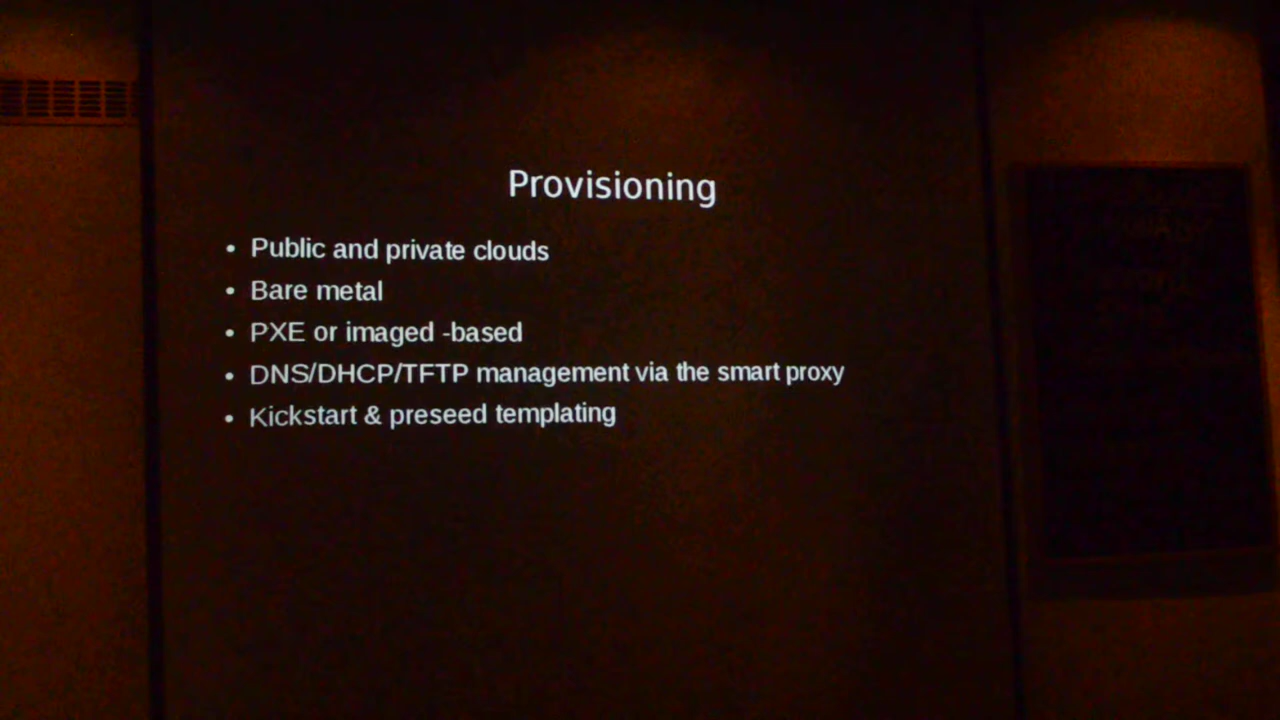 Provisioning
• Public and private clouds
• Bare metal
• PXE or imaged -based
• DNS/DHCP/TFTP management via the smart proxy
• Kickstart & preseed templating